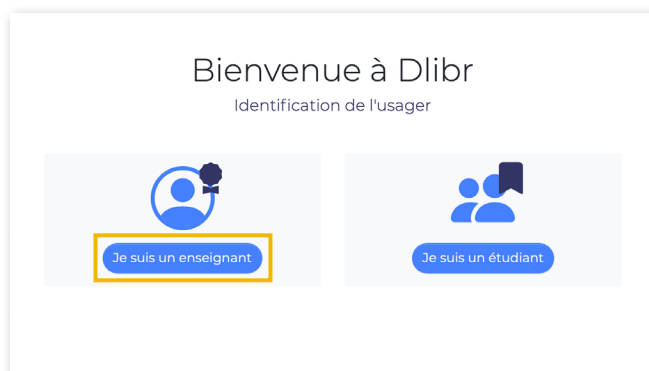 Bienvenue à Dlibr
Identification de l'usager
Je suis un enseignant
Je suis un étudiant